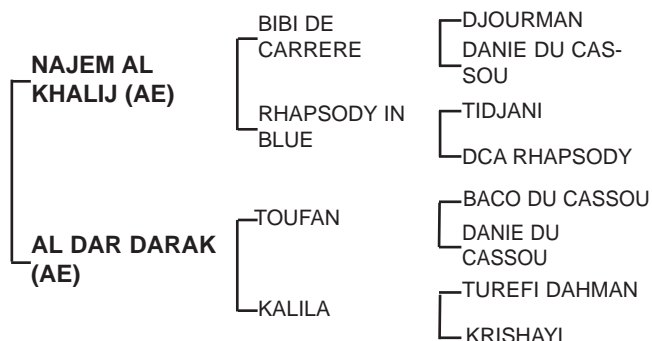 NAJEM AL
KHALIJ (AE)
BIBI DE
CARRERE
DJOURMAN
DANIE DU CAS-
SOU
RHAPSODY IN
BLUE
TIDJANI
DCA RHAPSODY
AL DAR DARAK
(AE)
TOUFAN
BACO DU CASSOU
DANIE DU
CASSOU
KALILA
TUREFI DAHMAN
KRISHAYI